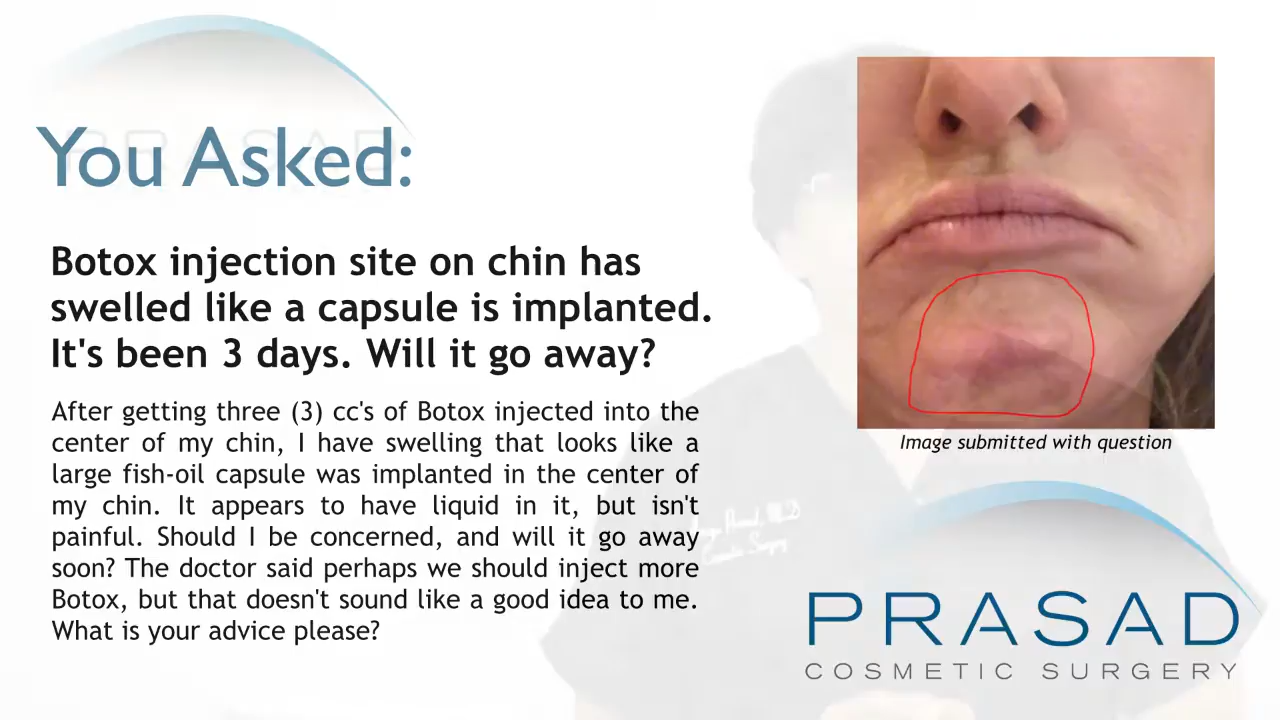 You Asked:
Botox injection site on chin has
swelled like a capsule is implanted.
It's been 3 days. Will it go away?
After getting three (3) cc's of Botox injected into the
center of my chin, I have swelling that looks like a
large fish-oil capsule was implanted in the center of
my chin. It appears to have liquid in it, but isn't
painful. Should I be concerned, and will it go away
soon? The doctor said perhaps we should inject more
Botox, but that doesn't sound like a good idea to me.
What is your advice please?
Image submitted with question
PRASAD
COSMETIC SURGERY